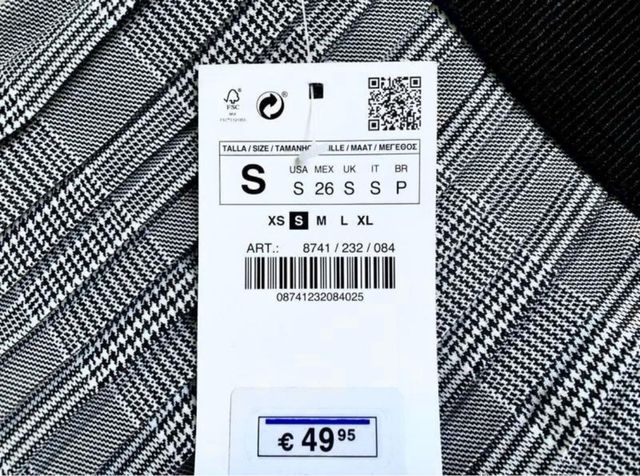 FSC
TALLA / SIZE / TAMANHO / TAILLE / MAAT / ΜΕΓΕΘΟΣ
S USA MEX UK IT BR
S 26 S S P
XS S M L XL
ART.: 8741 / 232 / 084
08741232084025
€ 49 95